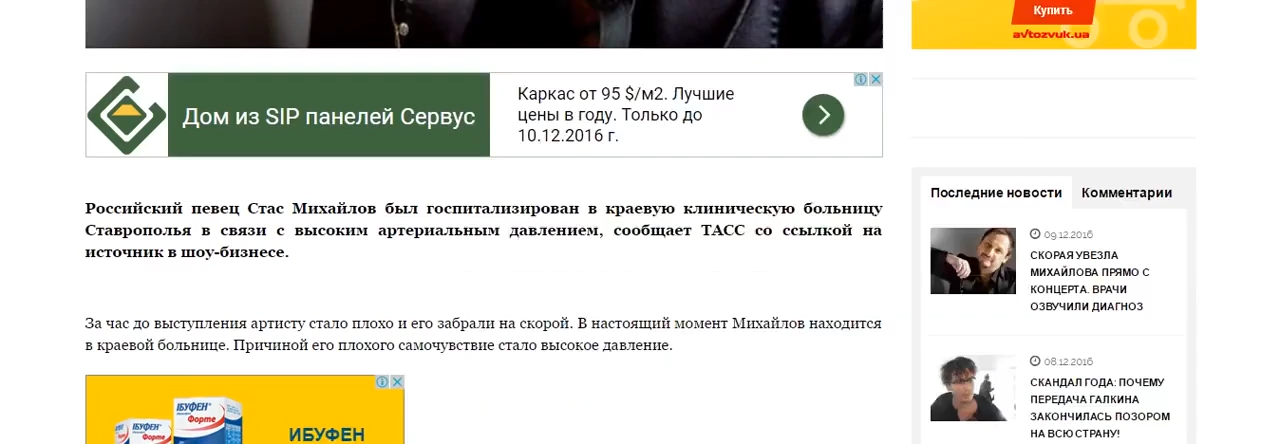 Купить
avtozvuk.ua
Дом из SIP панелей Сервус
Каркас от 95 $/м2. Лучшие
цены в году. Только до
10.12.2016 г.
Российский певец Стас Михайлов был госпитализирован в краевую клиническую больницу
Ставрополья в связи с высоким артериальным давлением, сообщает ТАСС со ссылкой на
источник в шоу-бизнесе.
За час до выступления артисту стало плохо и его забрали на скорой. В настоящий момент Михайлов находится
в краевой больнице. Причиной его плохого самочувствие стало высокое давление.
ІБУФЕН®
Форте
ІБУФЕН®
Форте
ИБУФЕН
Последние новости
Комментарии
09.12.2016
СКОРАЯ УВЕЗЛА
МИХАЙЛОВА ПРЯМО С
КОНЦЕРТА. ВРАЧИ
ОЗВУЧИЛИ ДИАГНОЗ
08.12.2016
СКАНДАЛ ГОДА: ПОЧЕМУ
ПЕРЕДАЧА ГАЛКИНА
ЗАКОНЧИЛАСЬ ПОЗОРОМ
НА ВСЮ СТРАНУ!